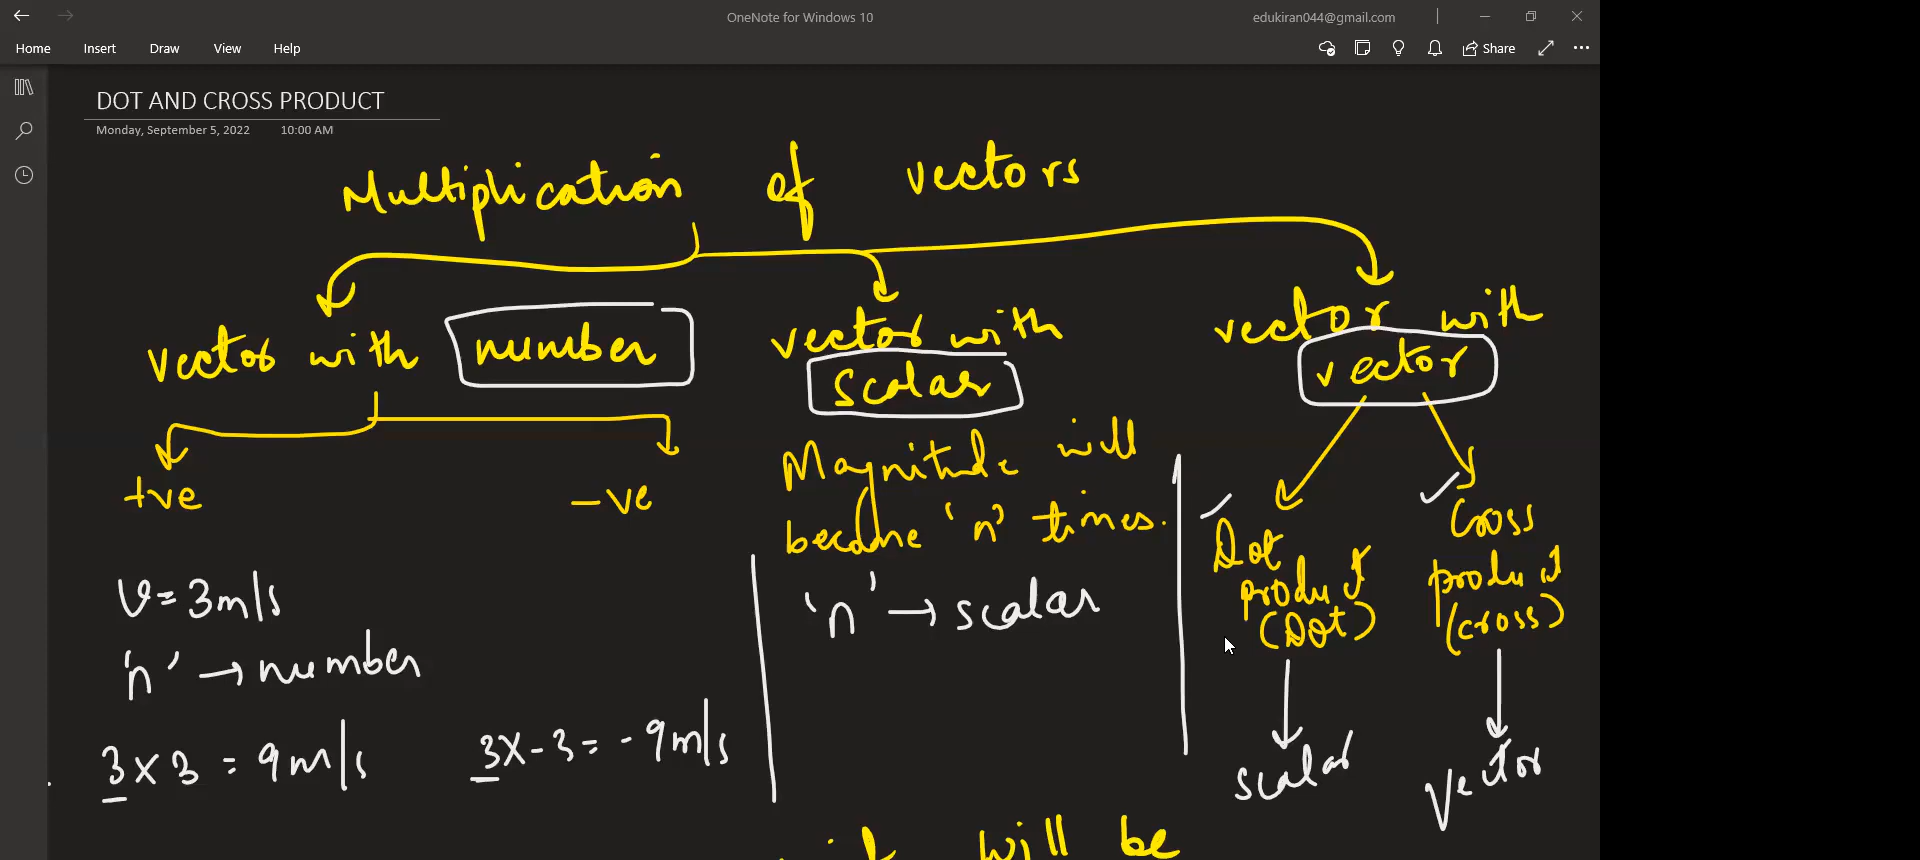 OneNote for Windows 10
edukiran044@gmail.com
Home Insert Draw View Help
Share
DOT AND CROSS PRODUCT
Monday, September 5, 2022 10:00 AM
Multiplication of vectors
vector with number
vector with scalar
vector with vector
+ve
-ve
Magnitude will
become 'n' times.
Dot product (Dot)
Cross product (cross)
v = 3m/s
'n' → number
'n' → scalar
3 x 3 = 9m/s
3 x -3 = -9m/s
scalar
Vector
will be